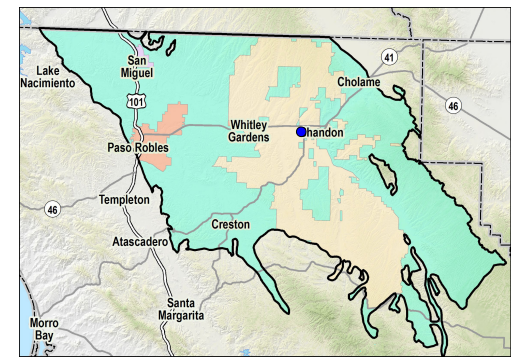 San
Miguel
Lake
Nacimiento
41
Cholame
101
46
Whitley
Gardens
handon
Paso Robles
Templeton
46
Creston
Atascadero
Santa
Margarita
Morro
Bay